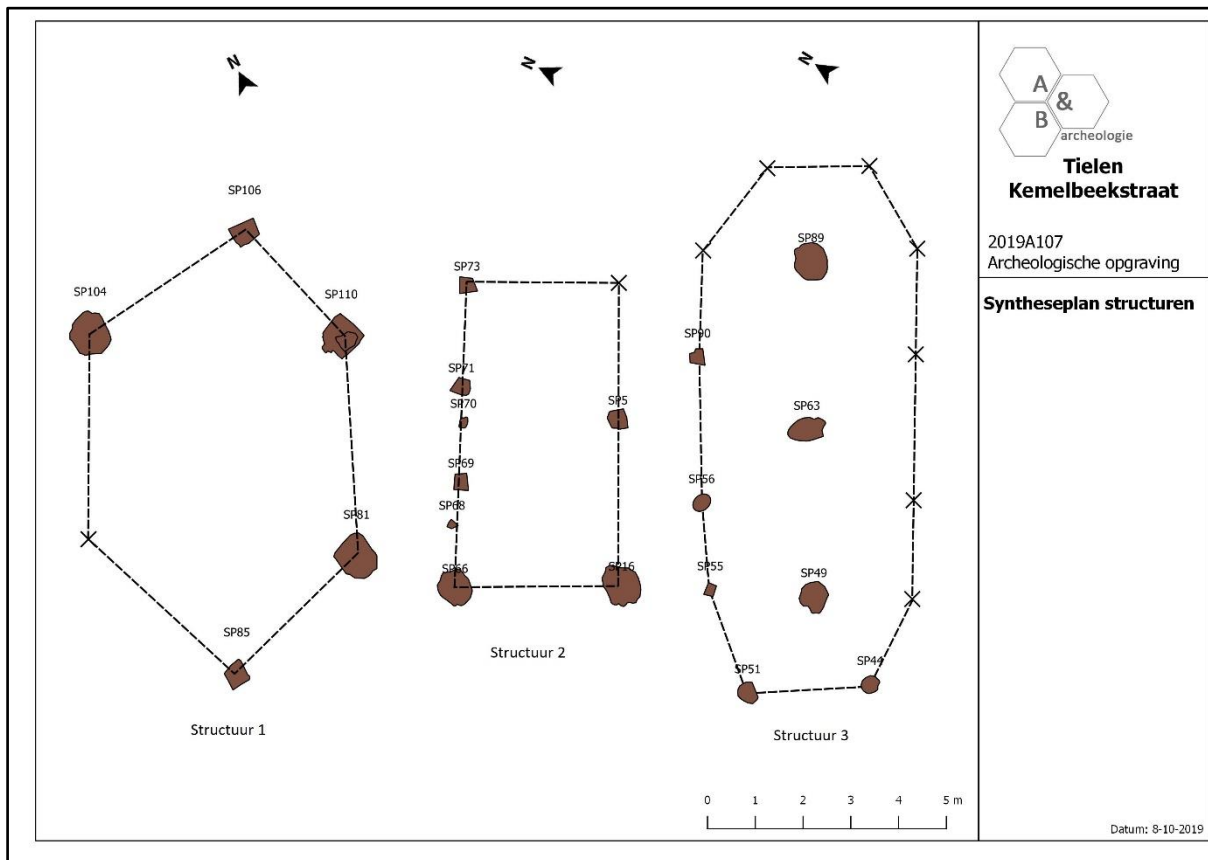 N
N
N
SP106
SP104
SP110
SP81
SP85
Structuur 1
SP73
SP71
SP70
SP5
SP69
SP68
SP66
SP16
Structuur 2
SP89
SP90
SP63
SP56
SP55
SP49
SP51
SP44
Structuur 3
0 1 2 3 4 5 m
A
&
B
archeologie
Tielen
Kemelbeekstraat
2019A107
Archeologische opgraving
Syntheseplan structuren
Datum: 8-10-2019